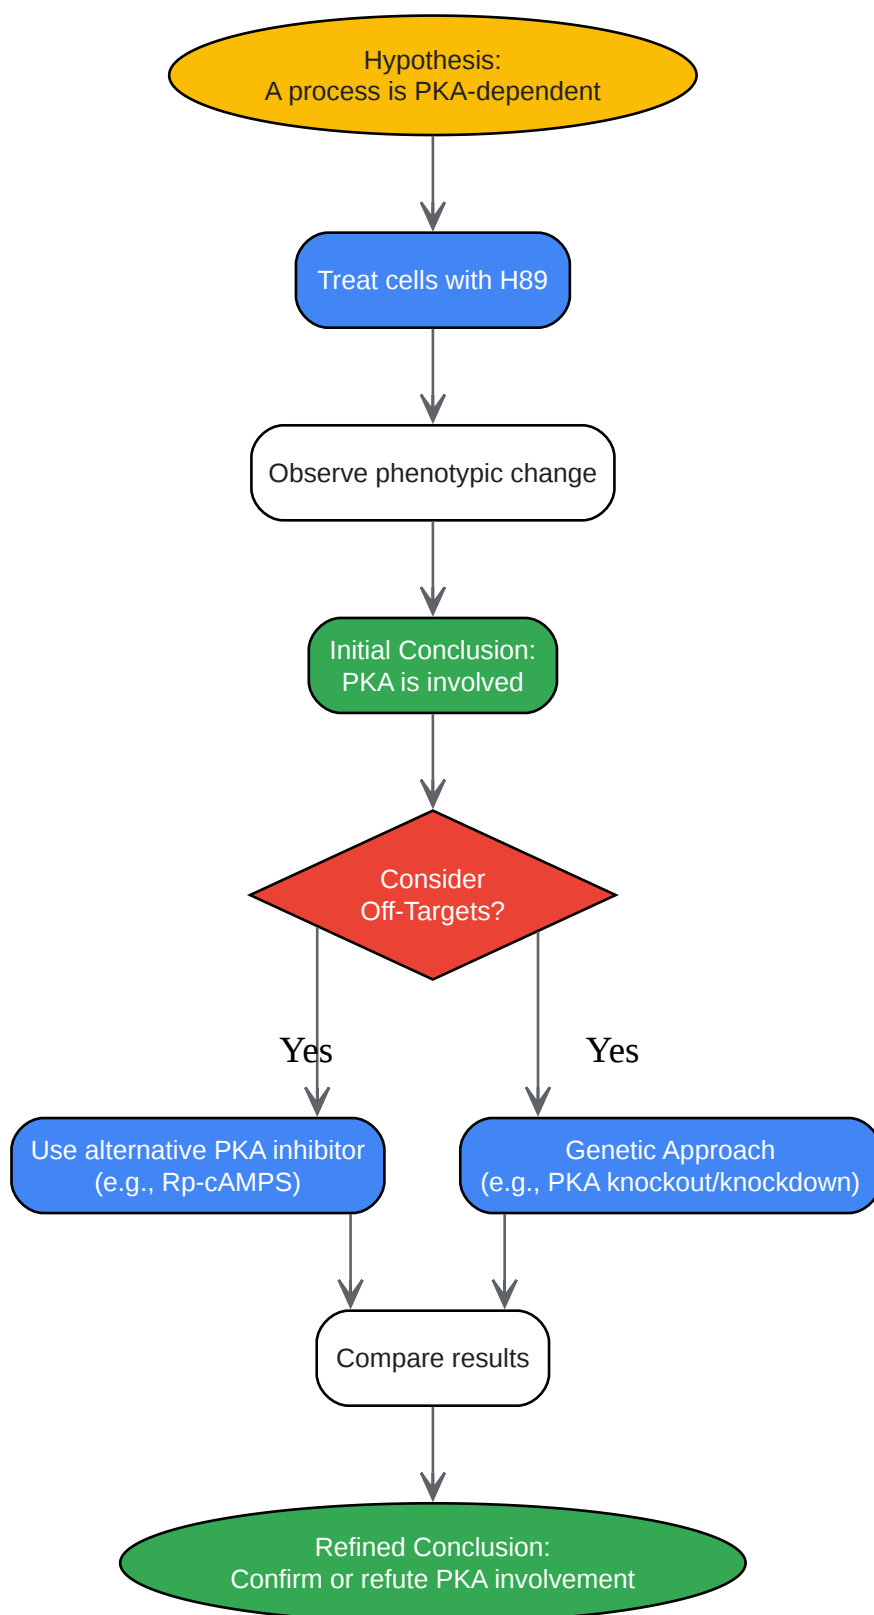 Hypothesis:
A process is PKA-dependent
Treat cells with H89
Observe phenotypic change
Initial Conclusion:
PKA is involved
Consider
Off-Targets?
Yes
Yes
Use alternative PKA inhibitor
(e.g., Rp-cAMPS)
Genetic Approach
(e.g., PKA knockout/knockdown)
Compare results
Refined Conclusion:
Confirm or refute PKA involvement